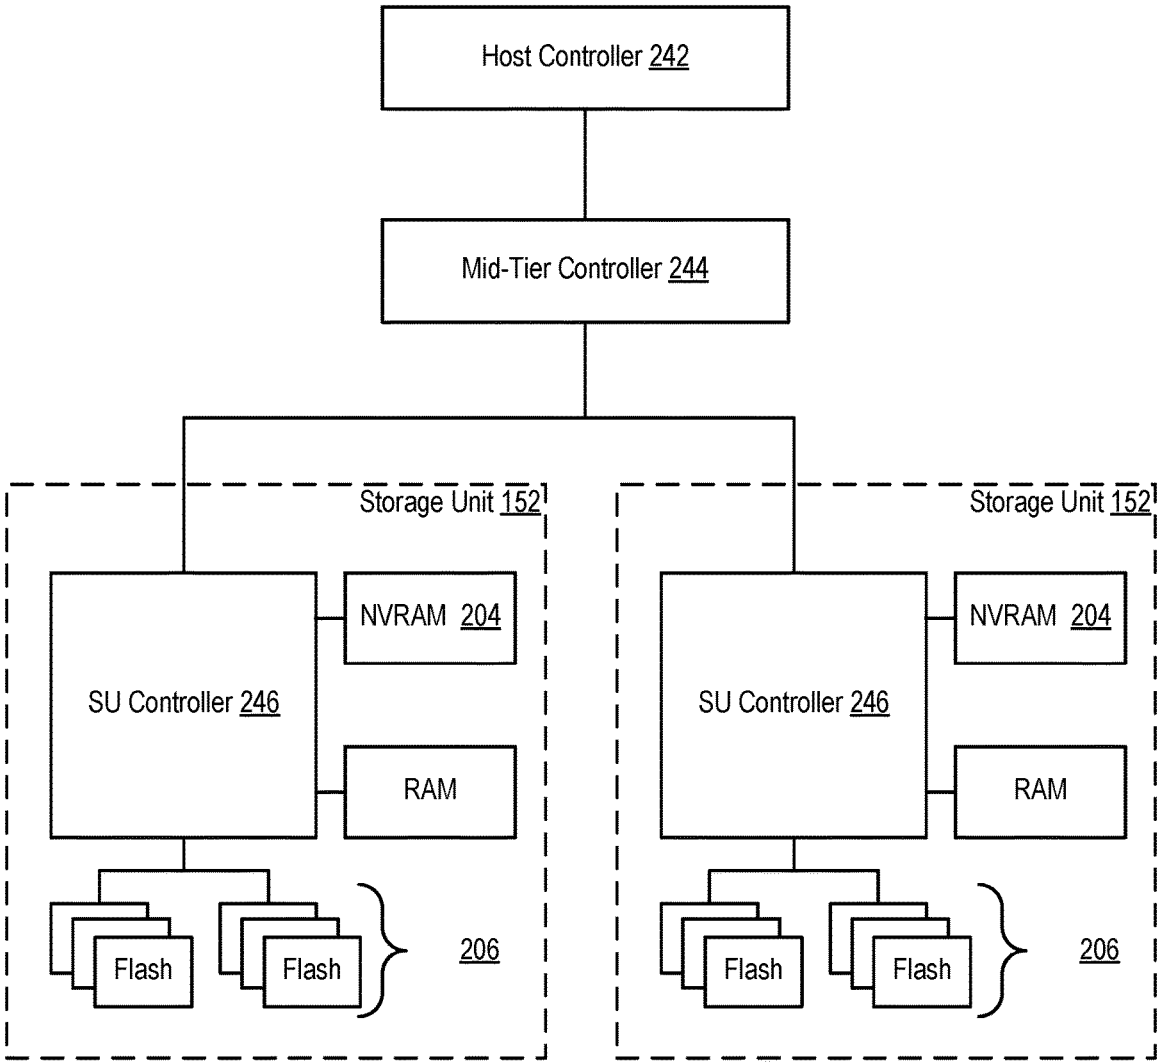 Host Controller 242
Mid-Tier Controller 244
Storage Unit 152
Storage Unit 152
NVRAM 204
NVRAM 204
SU Controller 246
SU Controller 246
RAM
RAM
Flash
Flash
206
Flash
Flash
206